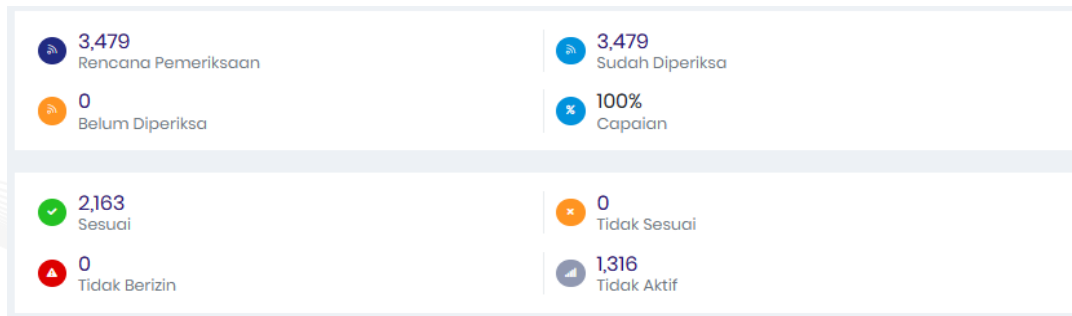 3,479
Rencana Pemeriksaan
3,479
Sudah Diperiksa
0
Belum Diperiksa
100%
Capaian
2,163
Sesuai
0
Tidak Sesuai
0
Tidak Berizin
1,316
Tidak Aktif